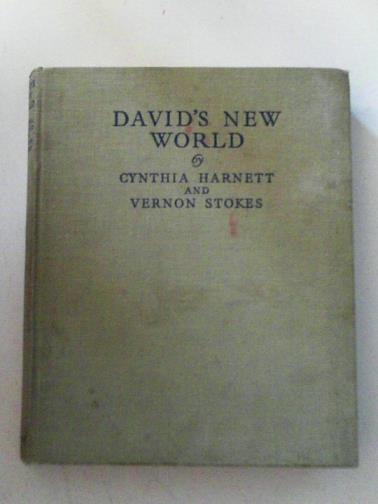 DAVID'S NEW
WORLD
by
CYNTHIA HARNETT
AND
VERNON STOKES